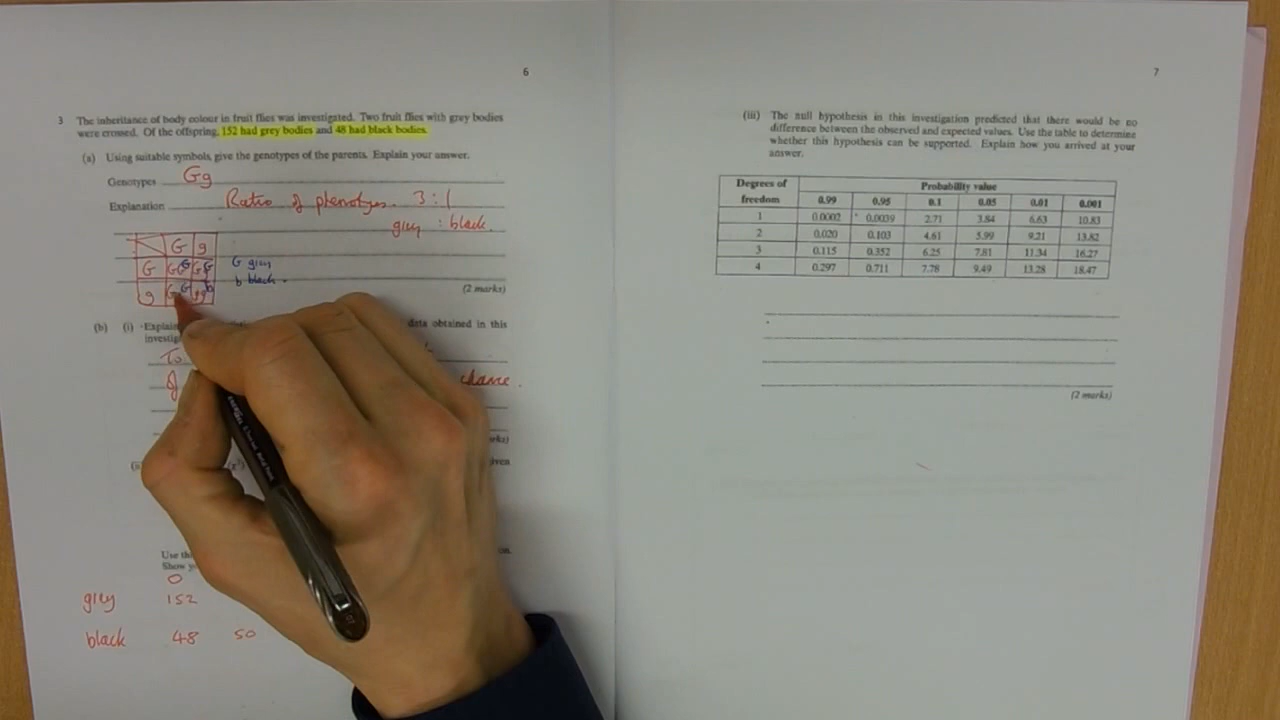 6
3 The inheritance of body colour in fruit flies was investigated. Two fruit flies with grey bodies
were crossed. Of the offspring, 152 had grey bodies and 48 had black bodies.
(a) Using suitable symbols, give the genotypes of the parents. Explain your answer.
Genotypes Gg
Explanation Ratio of phenotypes. 3:1
grey : black.
G g
G GG G Gg G
g Gg G gg b
G grey
b black.
(2 marks)
(b) (i) Explain data obtained in this
To
of chance.
(ii)
given
Use
Show
O
grey 152
black 48 50
7
(iii) The null hypothesis in this investigation predicted that there would be no
difference between the observed and expected values. Use the table to determine
whether this hypothesis can be supported. Explain how you arrived at your
answer.
Degrees of freedom Probability value
0.99 0.95 0.1 0.05 0.01 0.001
1 0.0002 0.0039 2.71 3.84 6.63 10.83
2 0.020 0.103 4.61 5.99 9.21 13.82
3 0.115 0.352 6.25 7.81 11.34 16.27
4 0.297 0.711 7.78 9.49 13.28 18.47
(2 marks)